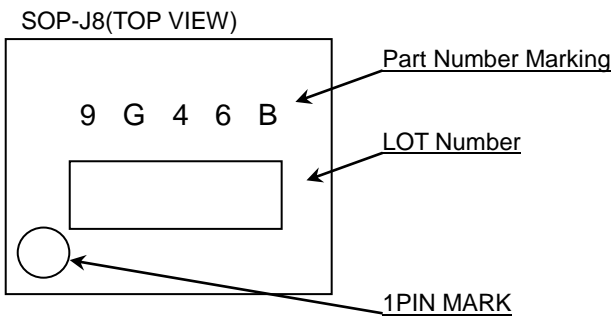 SOP-J8(TOP VIEW)
Part Number Marking
9 G 4 6 B
LOT Number
1PIN MARK